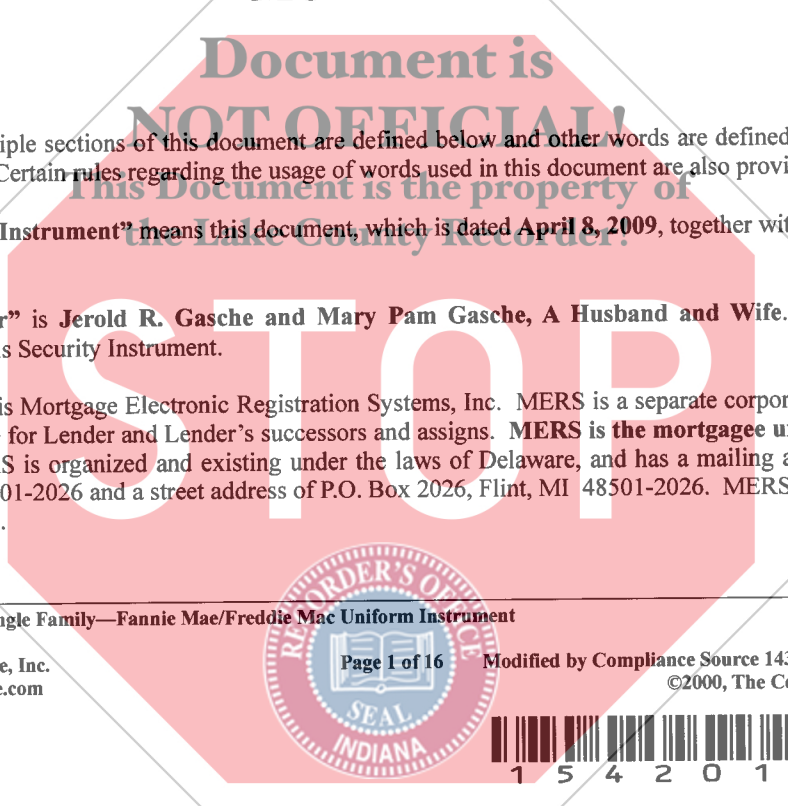 Document is
NOT OFFICIAL!
iple sections of this document are defined below and other words are defined
Certain rules regarding the usage of words used in this document are also provi
This Document is the property of
the Lake County Recorder!
Instrument” means this document, which is dated April 8, 2009, together wit
r” is Jerold R. Gasche and Mary Pam Gasche, A Husband and Wife.
s Security Instrument.
STOP
is Mortgage Electronic Registration Systems, Inc. MERS is a separate corpor
for Lender and Lender’s successors and assigns. MERS is the mortgagee u
S is organized and existing under the laws of Delaware, and has a mailing a
01-2026 and a street address of P.O. Box 2026, Flint, MI 48501-2026. MERS
.
ngle Family—Fannie Mae/Freddie Mac Uniform Instrument
e, Inc. Page 1 of 16 Modified by Compliance Source 143
e.com ©2000, The Co
RECORDER’S OFFICE
SEAL
INDIANA
1 5 4 2 0 1